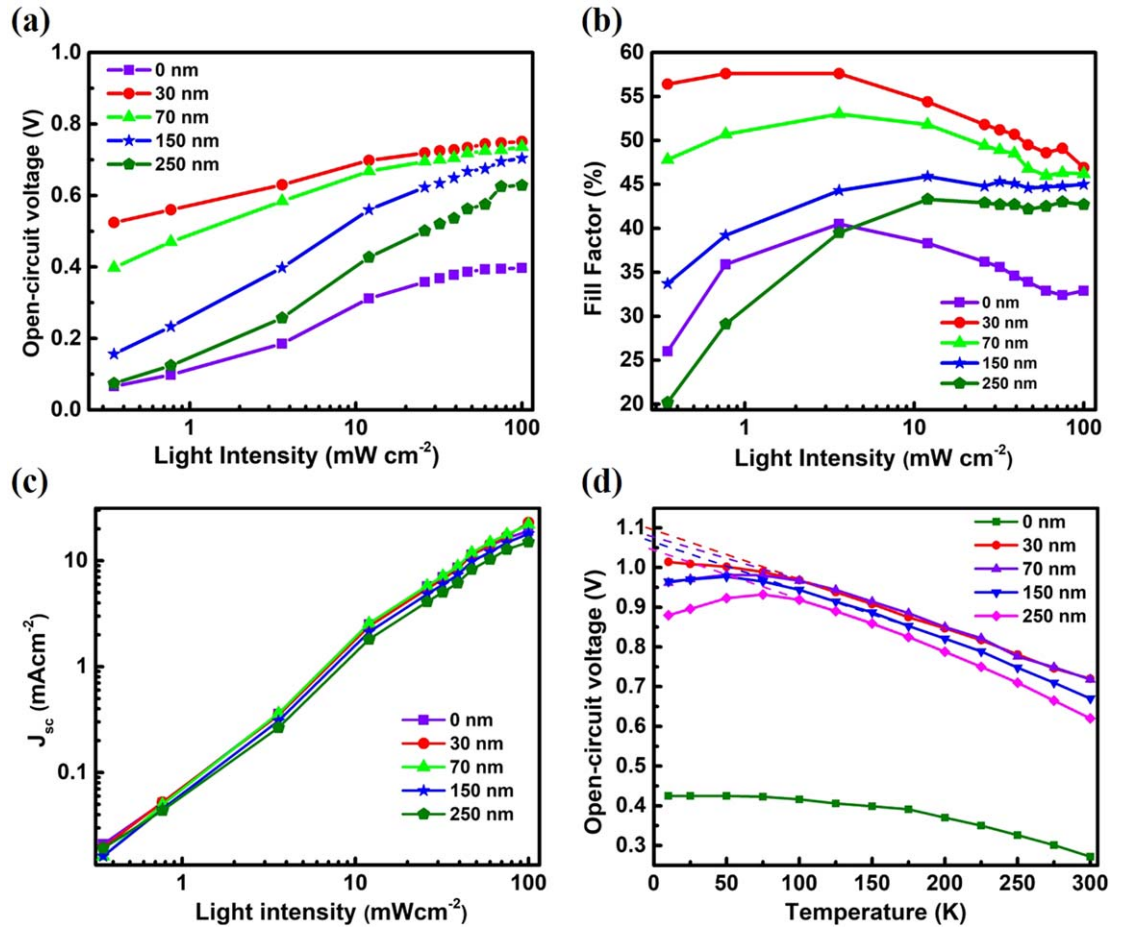 (a)
1.0
0.8
0.6
0.4
0.2
0.0
Open-circuit voltage (V)
0 nm
30 nm
70 nm
150 nm
250 nm
1
10
100
Light Intensity (mW cm-2)
(b)
60
55
50
45
40
35
30
25
20
Fill Factor (%)
0 nm
30 nm
70 nm
150 nm
250 nm
1
10
100
Light Intensity (mW cm-2)
(c)
10
1
0.1
Jsc (mAcm-2)
0 nm
30 nm
70 nm
150 nm
250 nm
1
10
100
Light intensity (mWcm-2)
(d)
1.1
1.0
0.9
0.8
0.7
0.6
0.4
0.3
Open-circuit voltage (V)
0 nm
30 nm
70 nm
150 nm
250 nm
0
50
100
150
200
250
300
Temperature (K)